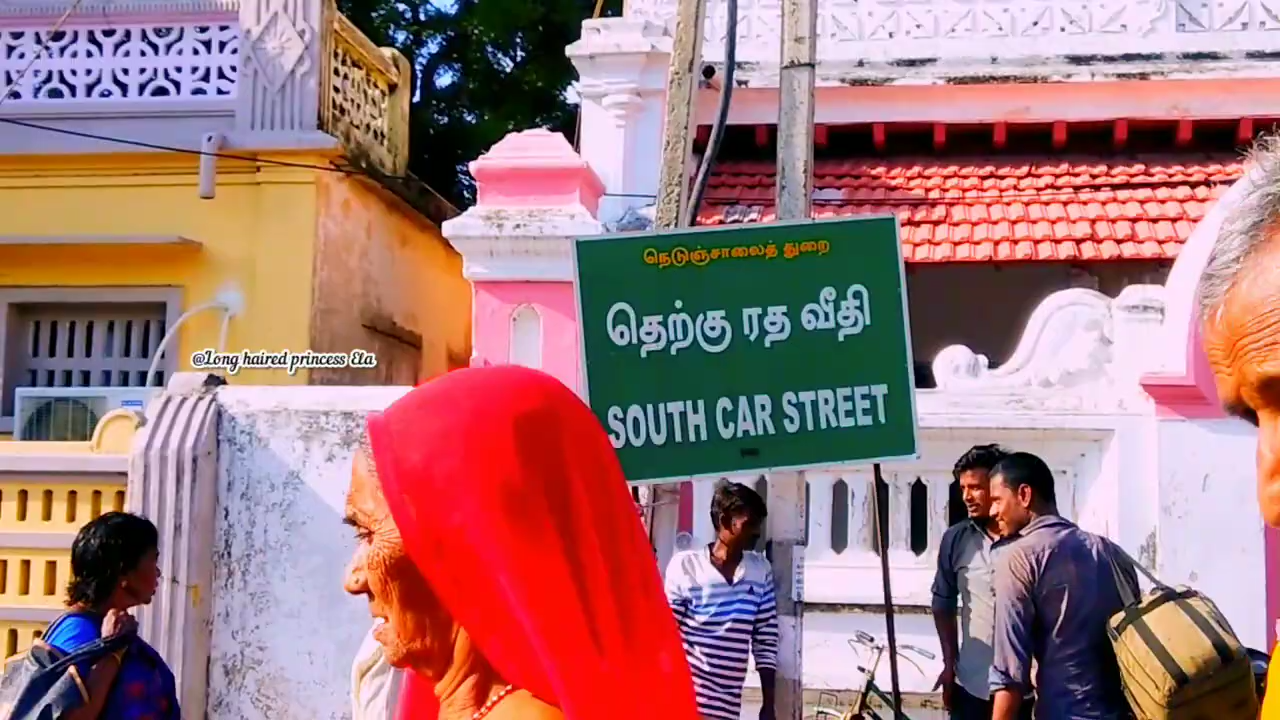 நெடுஞ்சாலைத் துறை
தெற்கு ரத வீதி
SOUTH CAR STREET
@Long haired princess Ela